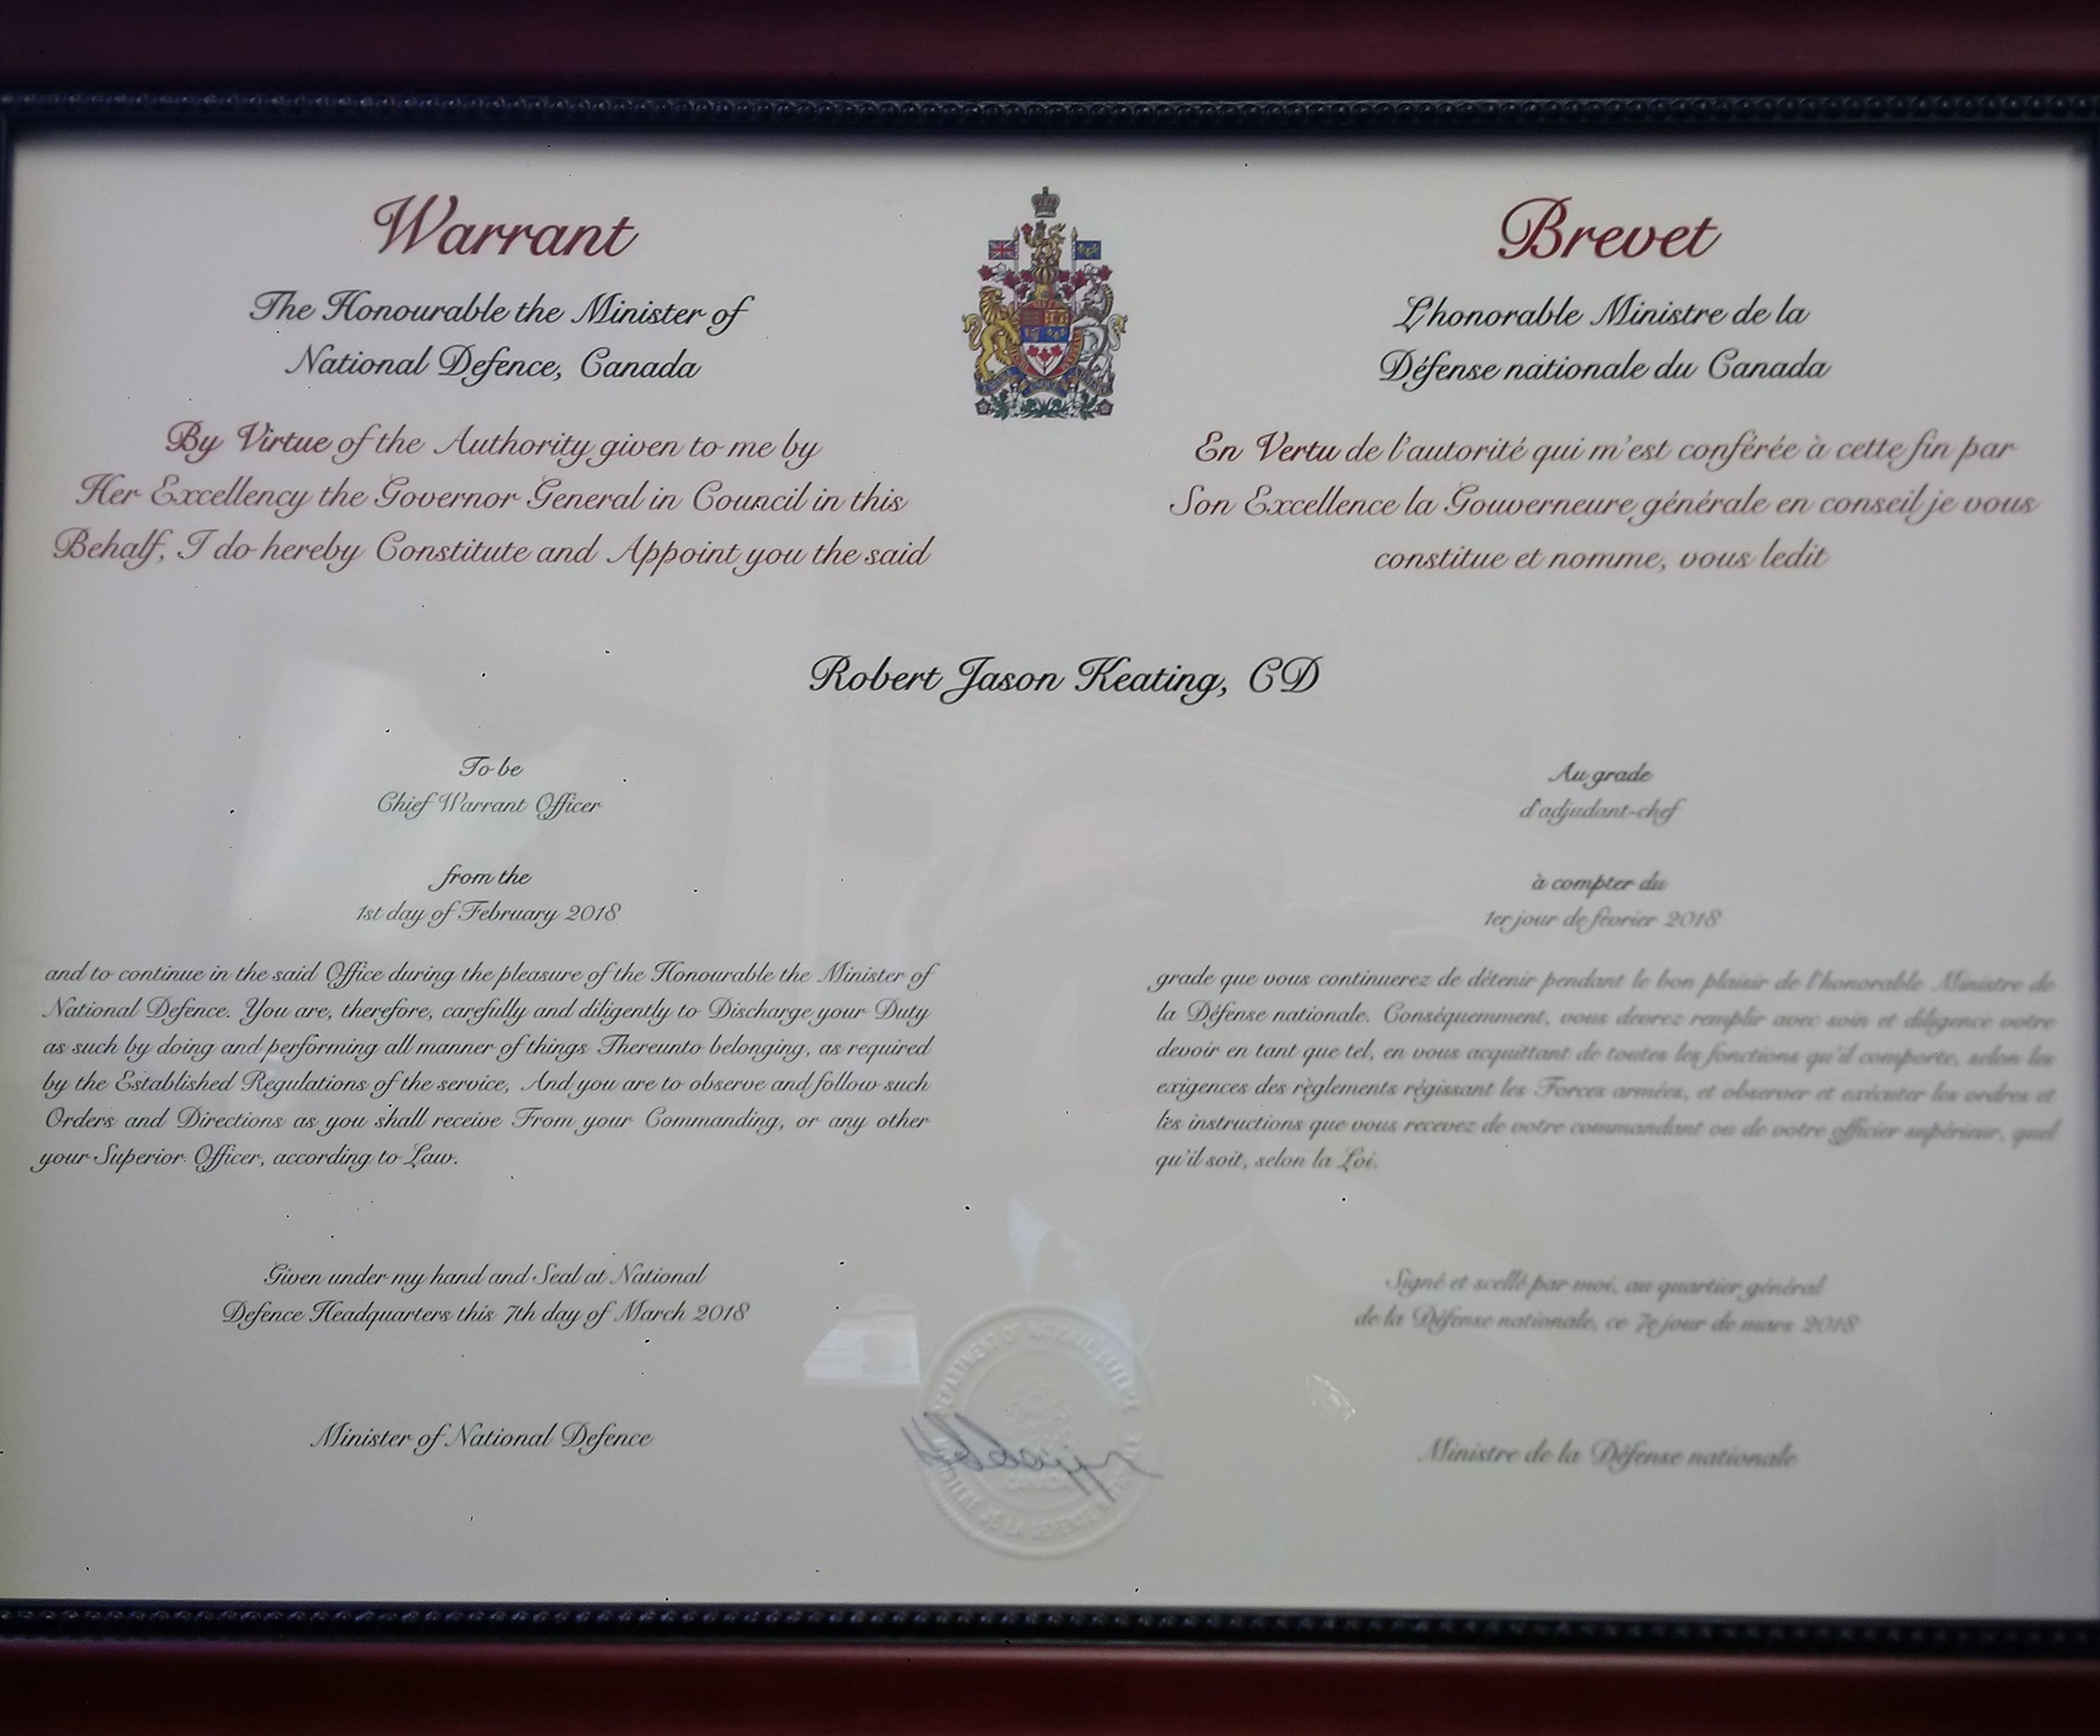 Warrant
The Honourable the Minister of
National Defence, Canada
By Virtue of the Authority given to me by
Her Excellency the Governor General in Council in this
Behalf, I do hereby Constitute and Appoint you the said
Brevet
L'honorable Ministre de la
Défense nationale du Canada
En Vertu de l'autorité qui m'est conférée à cette fin par
Son Excellence la Gouverneure générale en conseil je vous
constitue et nomme, vous ledit
Robert Jason Keating, CD
To be
Chief Warrant Officer
from the
1st day of February 2018
and to continue in the said Office during the pleasure of the Honourable the Minister of
National Defence. You are, therefore, carefully and diligently to Discharge your Duty
as such by doing and performing all manner of things Thereunto belonging, as required
by the Established Regulations of the service, And you are to observe and follow such
Orders and Directions as you shall receive From your Commanding, or any other
your Superior Officer, according to Law.
Au grade
d'adjudant-chef
à compter du
1er jour de février 2018
grade que vous continuerez de détenir pendant le bon plaisir de l'honorable Ministre de
la Défense nationale. Conséquemment, vous devrez remplir avec soin et diligence votre
devoir en tant que tel, en vous acquittant de toutes les fonctions qu'il comporte, selon les
exigences des règlements régissant les Forces armées, et observer et exécuter les ordres et
les instructions que vous recevez de votre commandant ou de votre officier supérieur, quel
qu'il soit, selon la Loi.
Given under my hand and Seal at National
Defence Headquarters this 7th day of March 2018
Minister of National Defence
Signé et scellé par moi, au quartier général
de la Défense nationale, ce 7e jour de mars 2018
Ministre de la Défense nationale
DEPARTMENT OF NATIONAL DEFENCE
CANADA
DE LA DÉFENSE